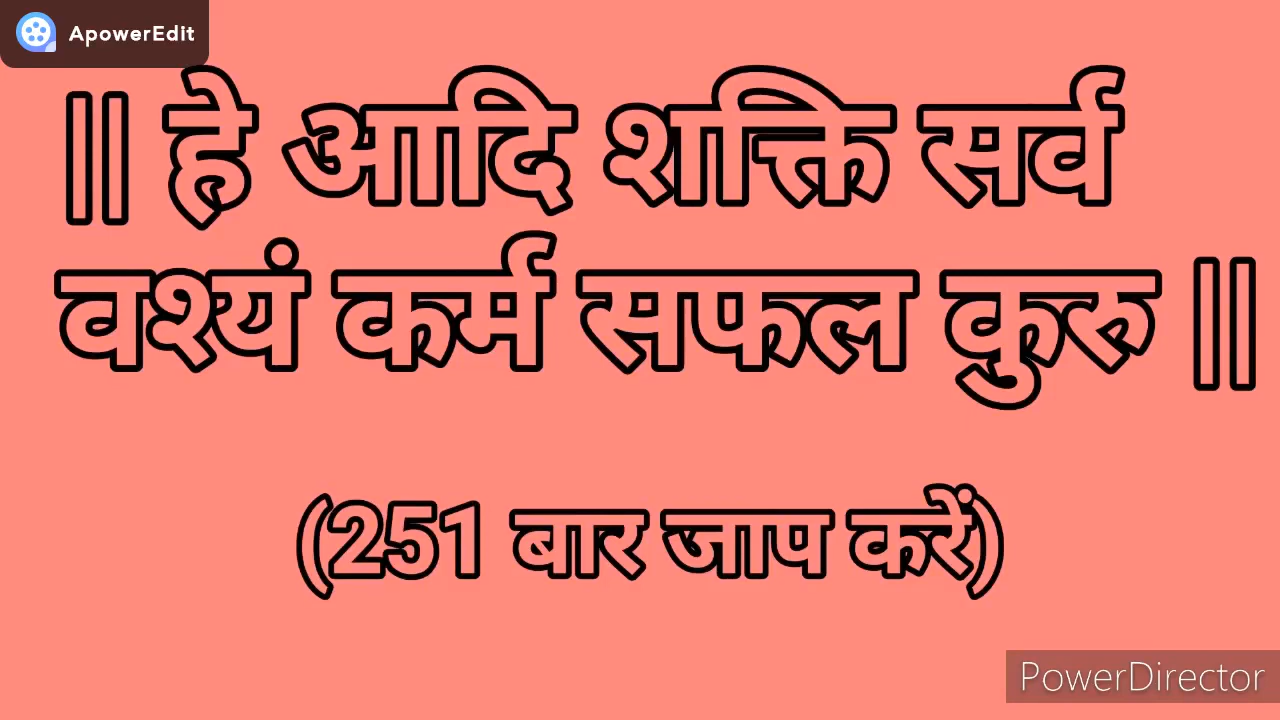 ApowerEdit
|| हे आदि शक्ति सर्व
वश्यं कर्म सफल कुरु ||
(251 बार जाप करें)
PowerDirector